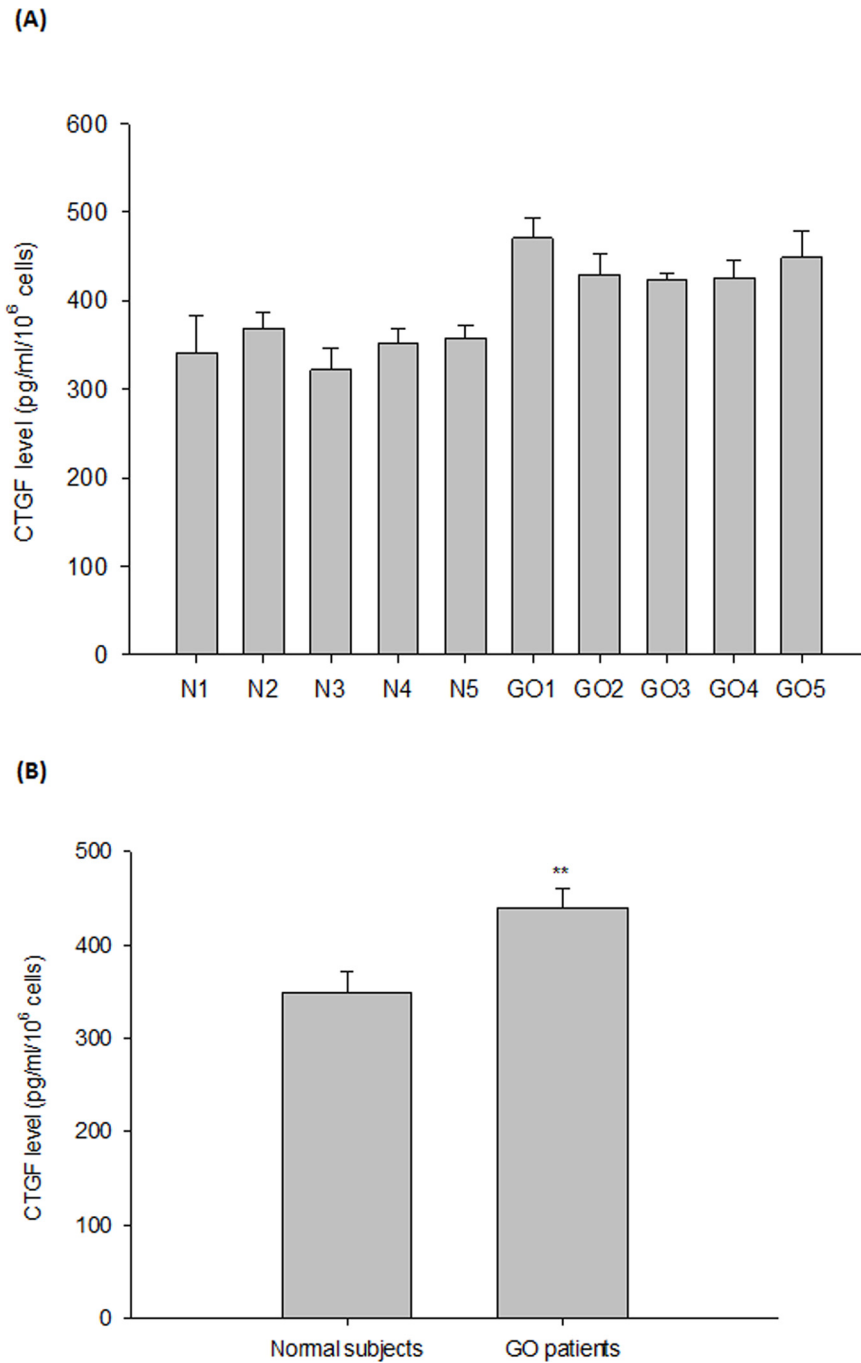 (A)
600
500
400
300
200
100
0
CTGF level (pg/ml/10⁶ cells)
N1 N2 N3 N4 N5 GO1 GO2 GO3 GO4 GO5
(B)
500
400
300
200
100
0
CTGF level (pg/ml/10⁶ cells)
**
Normal subjects GO patients